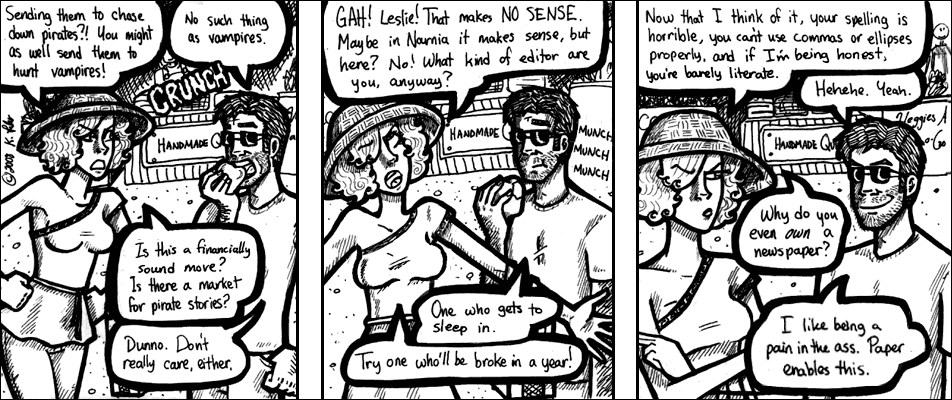 Sending them to chase
down pirates?! You might
as well send them to
hunt vampires!
No such thing
as vampires.
CRUNCH
HANDMADE Q
Is this a financially
sound move?
Is there a market
for pirate stories?
Dunno. Don't
really care, either.
©2009 K. 
GAH! Leslie! That makes NO SENSE.
Maybe in Narnia it makes sense, but
here? No! What kind of editor are
you, anyway?
HANDMADE
MUNCH
MUNCH
MUNCH
One who gets to
sleep in.
Try one who'll be broke in a year!
Now that I think of it, your spelling is
horrible, you can't use commas or ellipses
properly, and if I'm being honest,
you're barely literate.
Hehehe. Yeah.
HANDMADE QU
Veggies!
Why do you
even own a
newspaper?
I like being a
pain in the ass. Paper
enables this.